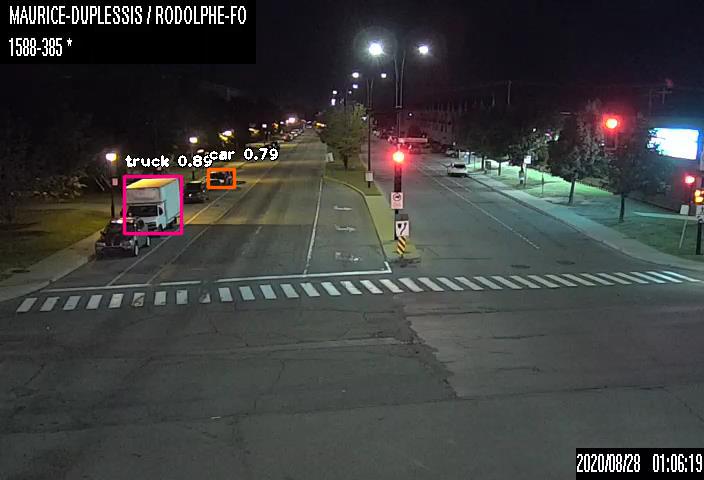 MAURICE-DUPLESSIS / RODOLPHE-FO
1588-385 *
truck 0.89
car 0.79
2020/08/28 01:06:19